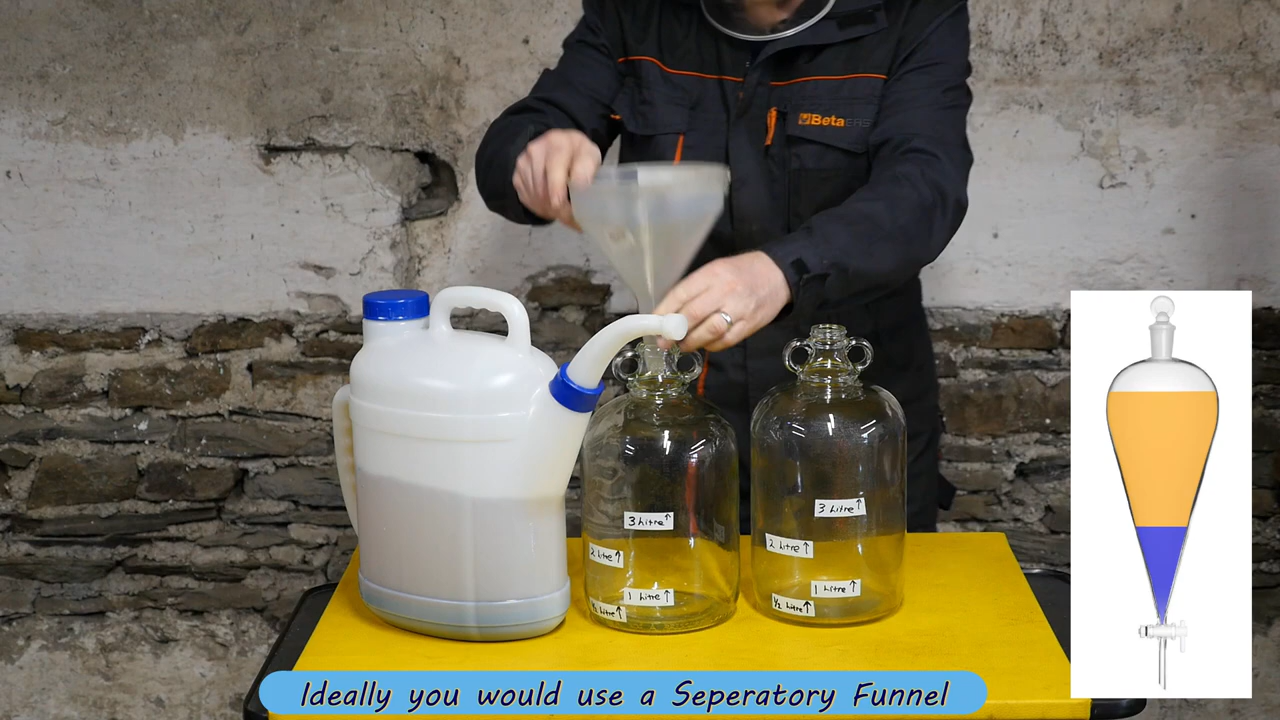 BetaEAS
3 Litre ↑
2 Litre ↑
1 Litre ↑
½ Litre ↑
3 Litre ↑
2 Litre ↑
1 Litre ↑
½ Litre ↑
Ideally you would use a Seperatory Funnel